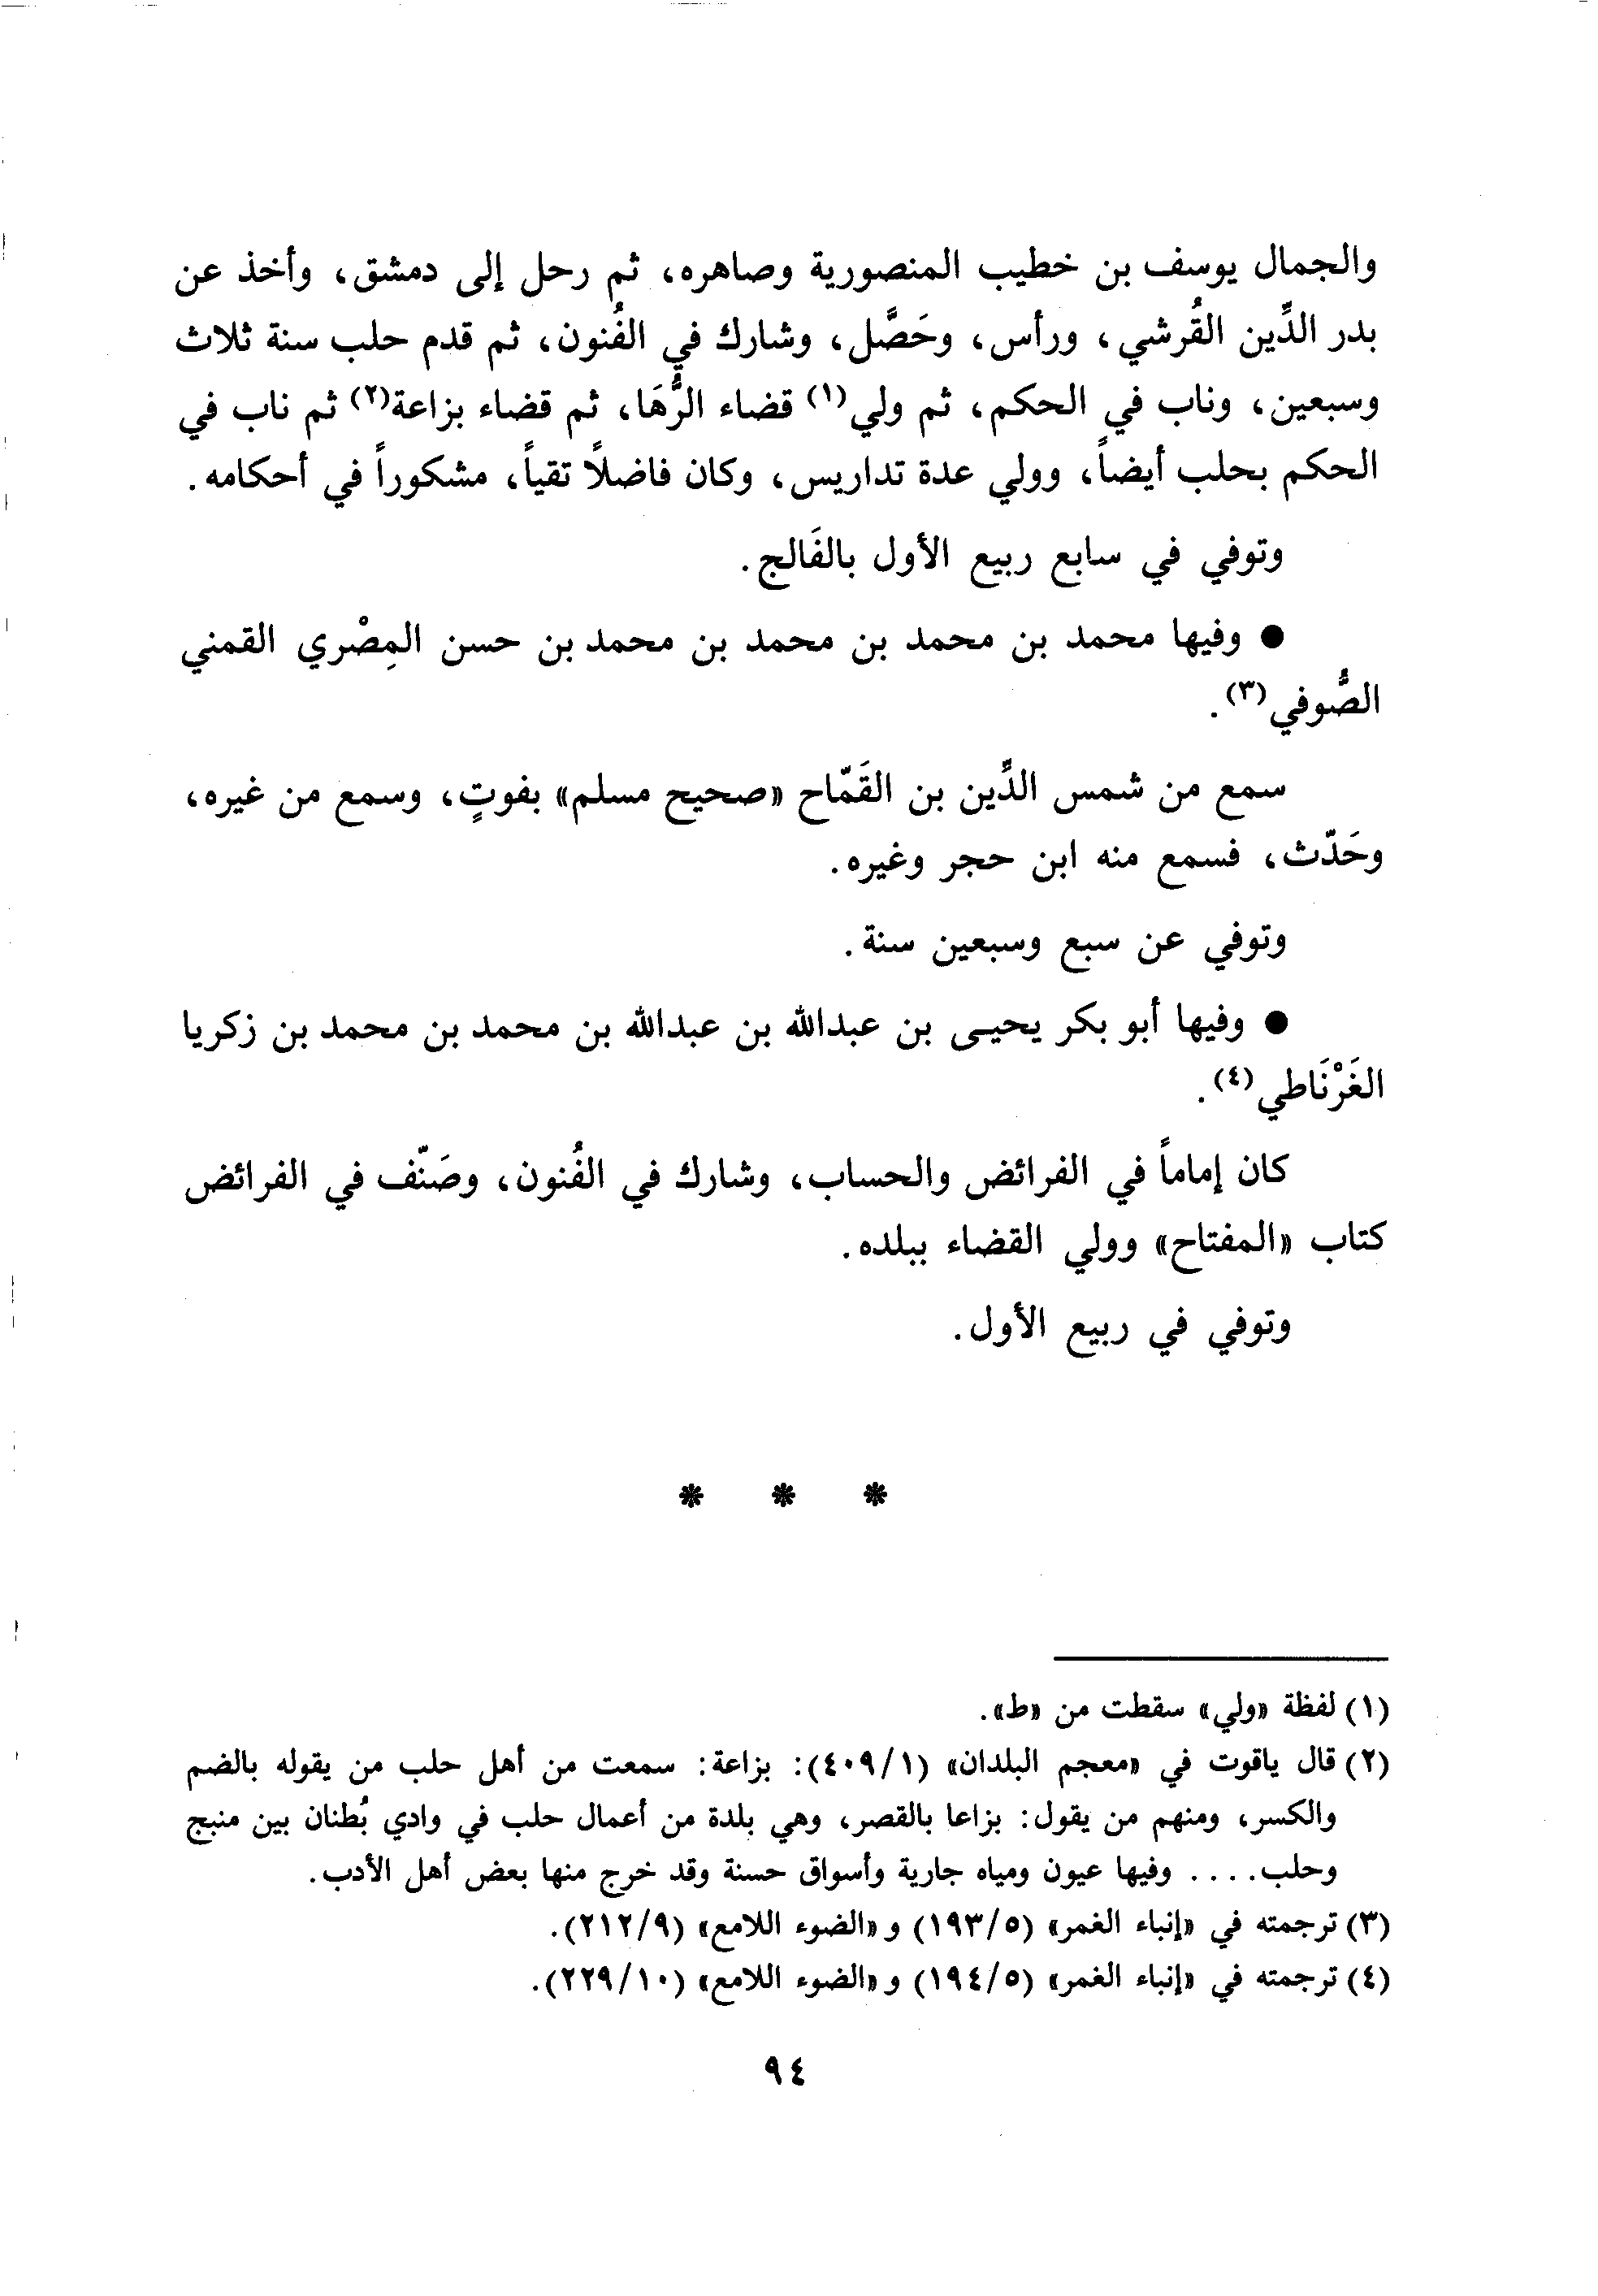 والجمال يوسف بن خطيب المنصورية وصاهره، ثم رحل إلى دمشق، وأخذ عن
بدر الدِّين القُرشي، ورأس، وحَصَّل، وشارك في الفُنون، ثم قدم حلب سنة ثلاث
وسبعين، وناب في الحكم، ثم ولي(١) قضاء الرُّهَا، ثم قضاء بزاعة(٢) ثم ناب في
الحكم بحلب أيضاً، وولي عدة تداريس، وكان فاضلًا تقياً، مشكوراً في أحكامه.
وتوفي في سابع ربيع الأول بالفَالج.
● وفيها محمد بن محمد بن محمد بن محمد بن حسن المِصْري القمني
الصُّوفي(٣).
سمع من شمس الدِّين بن القَمّاح «صحيح مسلم» بفوتٍ، وسمع من غيره،
وحَدّث، فسمع منه ابن حجر وغيره.
وتوفي عن سبع وسبعين سنة.
● وفيها أبو بكر يحيى بن عبدالله بن عبدالله بن محمد بن محمد بن زكريا
الغَرْنَاطي(٤).
كان إماماً في الفرائض والحساب، وشارك في الفُنون، وصَنّف في الفرائض
كتاب «المفتاح» وولي القضاء ببلده.
وتوفي في ربيع الأول.
* * *
(١) لفظة «ولي» سقطت من «ط».
(٢) قال ياقوت في «معجم البلدان» (٤٠٩/١): بزاعة: سمعت من أهل حلب من يقوله بالضم
والكسر، ومنهم من يقول: بزاعا بالقصر، وهي بلدة من أعمال حلب في وادي بُطنان بين منبج
وحلب.... وفيها عيون ومياه جارية وأسواق حسنة وقد خرج منها بعض أهل الأدب.
(٣) ترجمته في «إنباء الغمر» (١٩٣/٥) و«الضوء اللامع» (٢١٢/٩).
(٤) ترجمته في «إنباء الغمر» (١٩٤/٥) و«الضوء اللامع» (٢٢٩/١٠).
٩٤